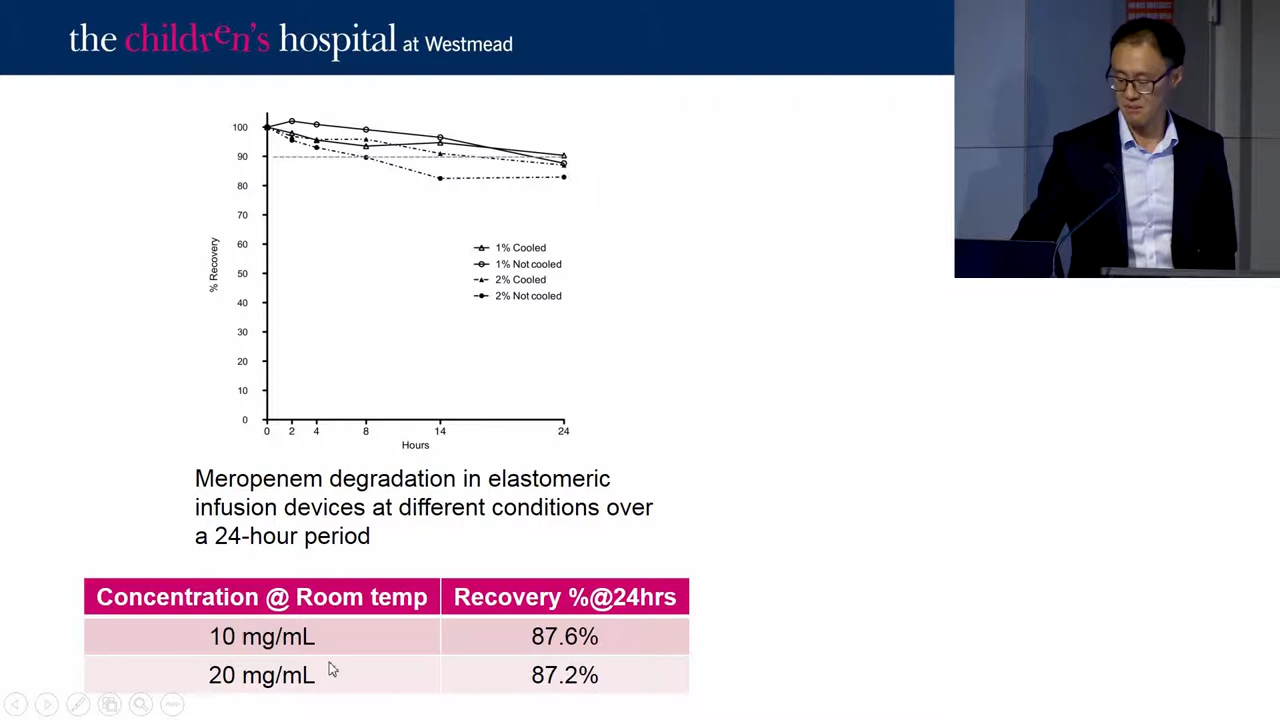 the children's hospital at Westmead
100
90
80
70
60
50
40
30
20
10
0
% Recovery
1% Cooled
1% Not cooled
2% Cooled
2% Not cooled
0 2 4 8 14 24
Hours
Meropenem degradation in elastomeric
infusion devices at different conditions over
a 24-hour period
Concentration @ Room temp Recovery %@24hrs
10 mg/mL 87.6%
20 mg/mL 87.2%